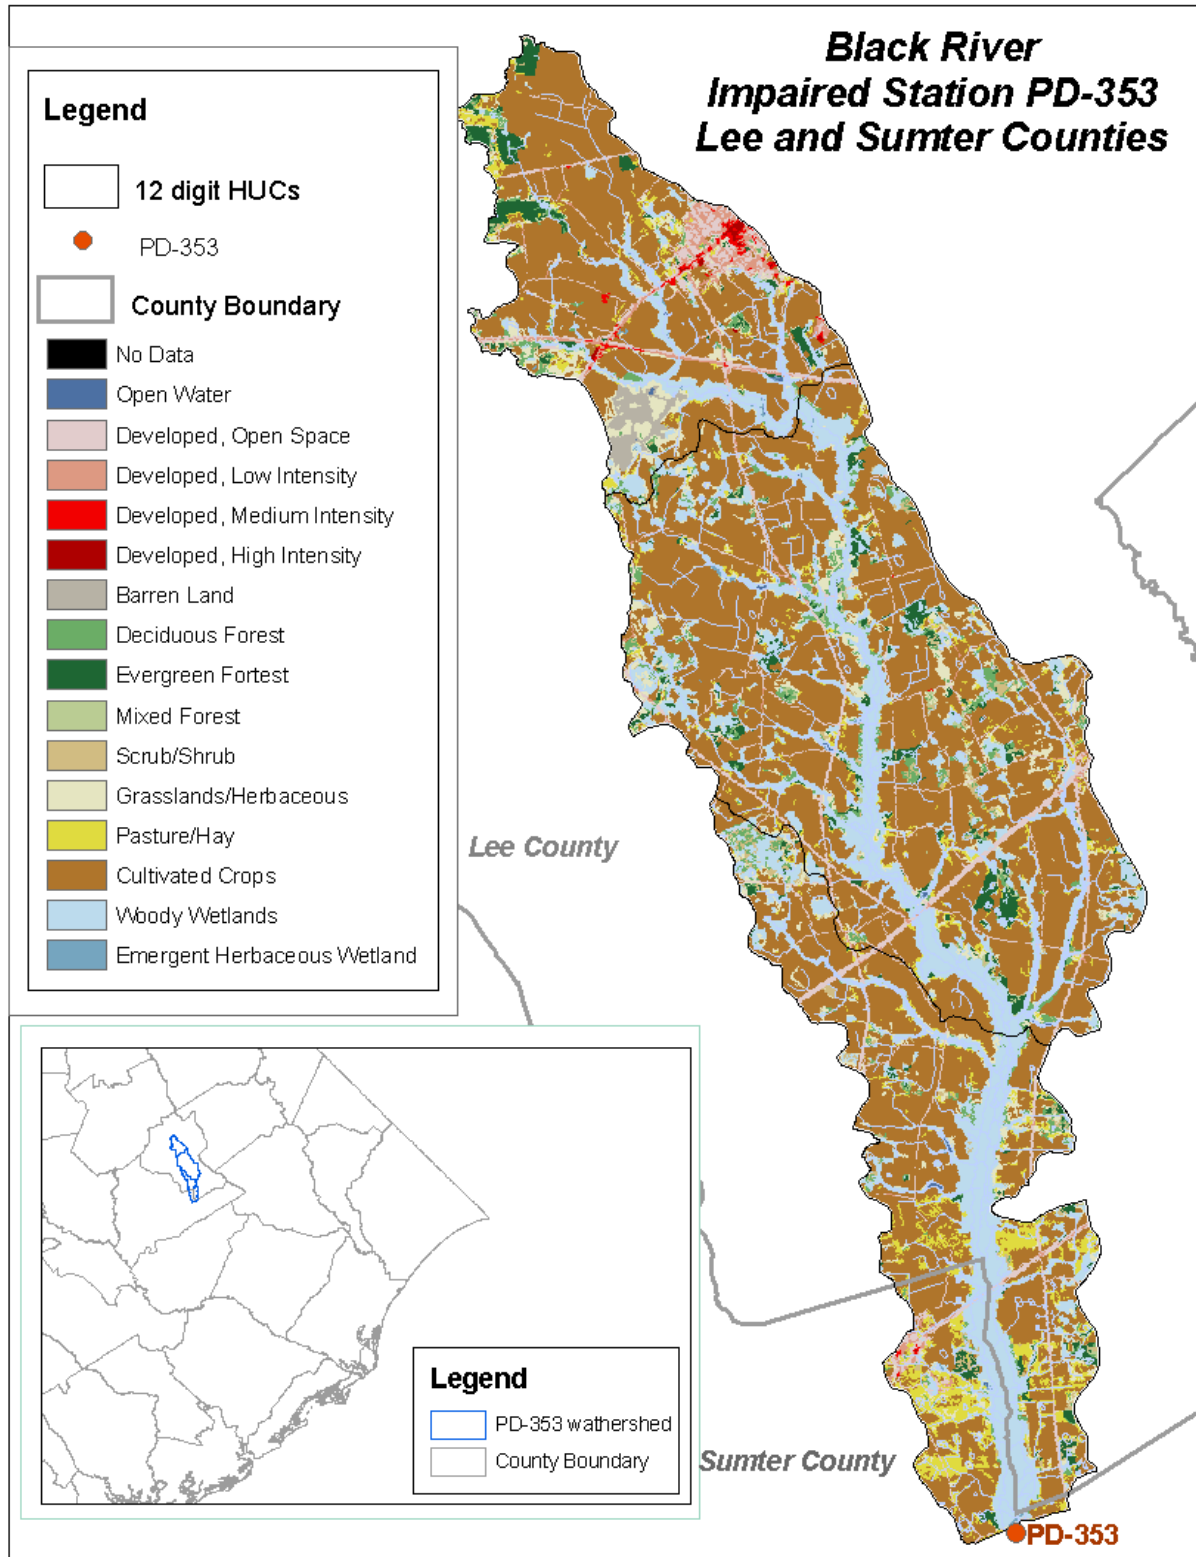 Black River
Impaired Station PD-353
Lee and Sumter Counties
Legend
12 digit HUCs
PD-353
County Boundary
No Data
Open Water
Developed, Open Space
Developed, Low Intensity
Developed, Medium Intensity
Developed, High Intensity
Barren Land
Deciduous Forest
Evergreen Fortest
Mixed Forest
Scrub/Shrub
Grasslands/Herbaceous
Pasture/Hay
Cultivated Crops
Woody Wetlands
Emergent Herbaceous Wetland
Lee County
Legend
PD-353 wathershed
County Boundary
Sumter County
PD-353